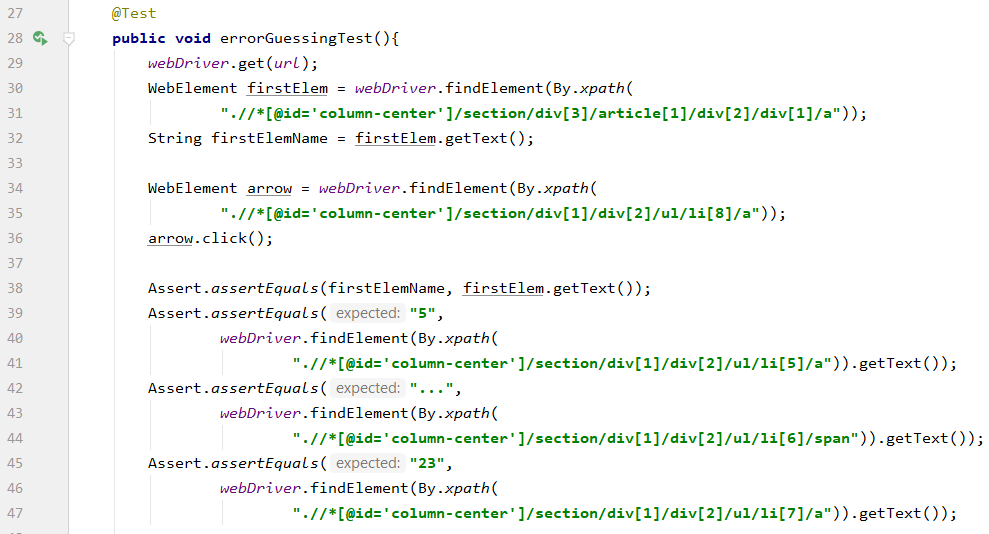 27 @Test
28 public void errorGuessingTest(){
29 webDriver.get(url);
30 WebElement firstElem = webDriver.findElement(By.xpath(
31 ".//*[@id='column-center']/section/div[3]/article[1]/div[2]/div[1]/a"));
32 String firstElemName = firstElem.getText();
33
34 WebElement arrow = webDriver.findElement(By.xpath(
35 ".//*[@id='column-center']/section/div[1]/div[2]/ul/li[8]/a"));
36 arrow.click();
37
38 Assert.assertEquals(firstElemName, firstElem.getText());
39 Assert.assertEquals( expected: "5",
40 webDriver.findElement(By.xpath(
41 ".//*[@id='column-center']/section/div[1]/div[2]/ul/li[5]/a")).getText());
42 Assert.assertEquals( expected: "...",
43 webDriver.findElement(By.xpath(
44 ".//*[@id='column-center']/section/div[1]/div[2]/ul/li[6]/span")).getText());
45 Assert.assertEquals( expected: "23",
46 webDriver.findElement(By.xpath(
47 ".//*[@id='column-center']/section/div[1]/div[2]/ul/li[7]/a")).getText());